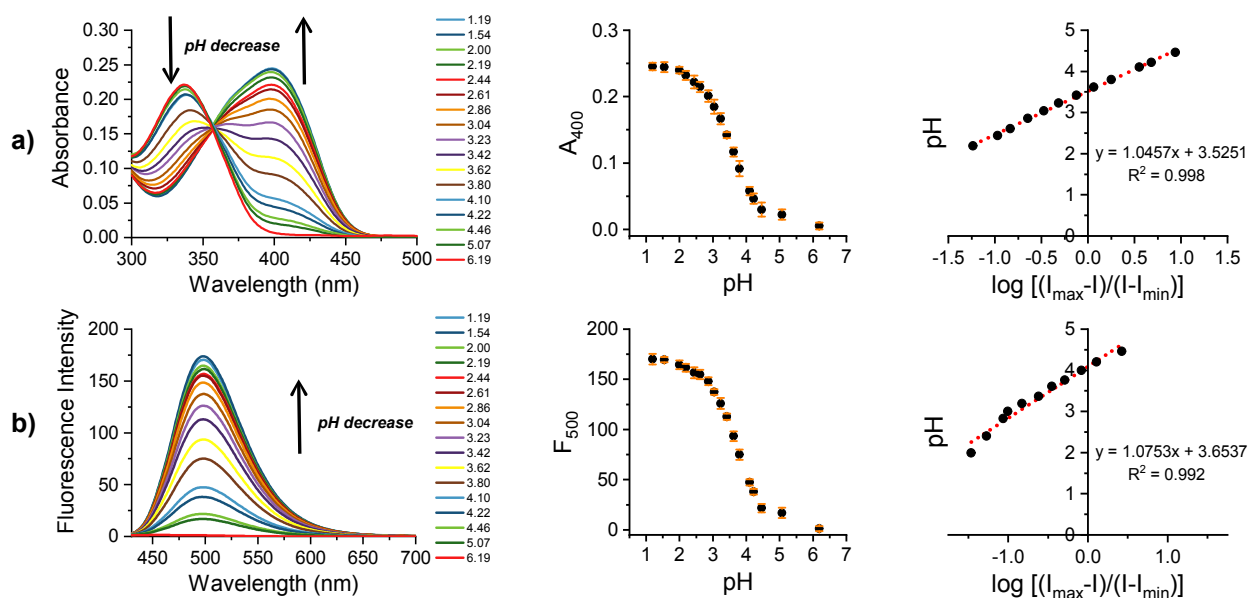 a)
Absorbance
0.30
0.25
0.20
0.15
0.10
0.05
0.00
300 350 400 450 500
Wavelength (nm)
pH decrease
1.19
1.54
2.00
2.19
2.44
2.61
2.86
3.04
3.23
3.42
3.62
3.80
4.10
4.22
4.46
5.07
6.19
A400
0.3
0.2
0.1
0.0
1 2 3 4 5 6 7
pH
pH
5
4
3
2
1
0
-1.5 -1.0 -0.5 0.0 0.5 1.0 1.5
y = 1.0457x + 3.5251
R² = 0.998
log [(Imax-I)/(I-Imin)]
b)
Fluorescence Intensity
200
150
100
50
0
450 500 550 600 650 700
Wavelength (nm)
pH decrease
1.19
1.54
2.00
2.19
2.44
2.61
2.86
3.04
3.23
3.42
3.62
3.80
4.10
4.22
4.46
5.07
6.19
F500
200
150
100
50
0
1 2 3 4 5 6 7
pH
pH
5
4
3
2
1
0
-1.0 0.0 1.0
y = 1.0753x + 3.6537
R² = 0.992
log [(Imax-I)/(I-Imin)]